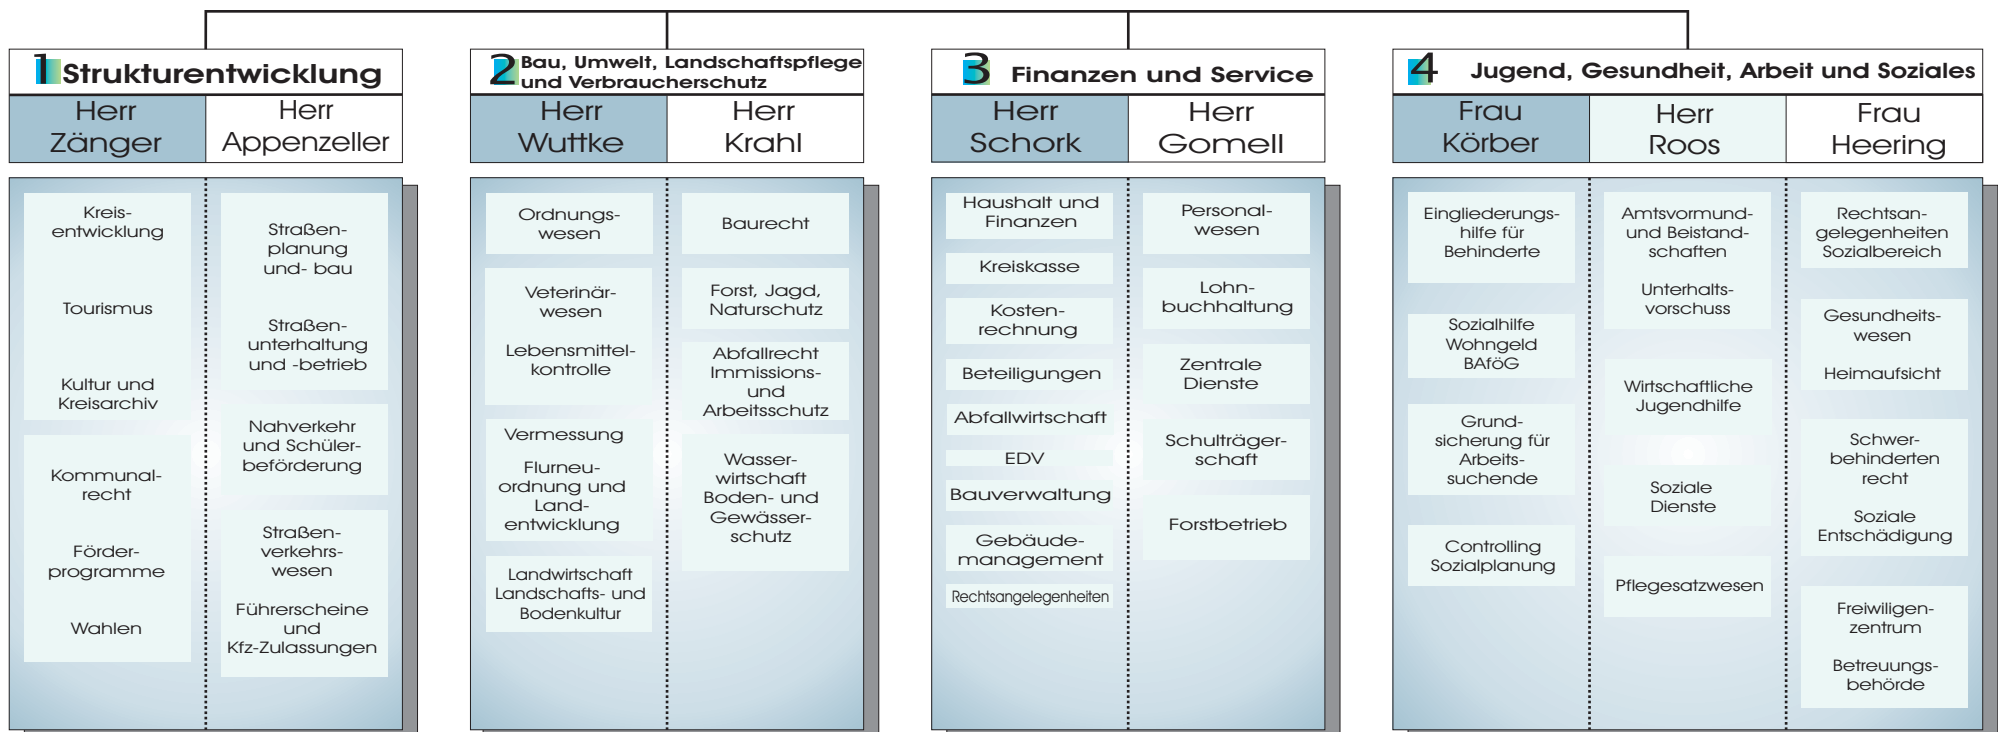 1 Strukturentwicklung
Herr
Zänger
Herr
Appenzeller
Kreis-
entwicklung
Tourismus
Kultur und
Kreisarchiv
Kommunal-
recht
Förder-
programme
Wahlen
Straßen-
planung
und- bau
Straßen-
unterhaltung
und -betrieb
Nahverkehr
und Schüler-
beförderung
Straßen-
verkehrs-
wesen
Führerscheine
und
Kfz-Zulassungen
2 Bau, Umwelt, Landschaftspflege
und Verbraucherschutz
Herr
Wuttke
Herr
Krahl
Ordnungs-
wesen
Veterinär-
wesen
Lebensmittel-
kontrolle
Vermessung
Flurneu-
ordnung und
Land-
entwicklung
Landwirtschaft
Landschafts- und
Bodenkultur
Baurecht
Forst, Jagd,
Naturschutz
Abfallrecht
Immissions-
und
Arbeitsschutz
Wasser-
wirtschaft
Boden- und
Gewässer-
schutz
3 Finanzen und Service
Herr
Schork
Herr
Gomell
Haushalt und
Finanzen
Kreiskasse
Kosten-
rechnung
Beteiligungen
Abfallwirtschaft
EDV
Bauverwaltung
Gebäude-
management
Rechtsangelegenheiten
Personal-
wesen
Lohn-
buchhaltung
Zentrale
Dienste
Schulträger-
schaft
Forstbetrieb
4 Jugend, Gesundheit, Arbeit und Soziales
Frau
Körber
Herr
Roos
Frau
Heering
Eingliederungs-
hilfe für
Behinderte
Sozialhilfe
Wohngeld
BAföG
Grund-
sicherung für
Arbeits-
suchende
Controlling
Sozialplanung
Amtsvormund-
und Beistand-
schaften
Unterhalts-
vorschuss
Wirtschaftliche
Jugendhilfe
Soziale
Dienste
Pflegesatzwesen
Rechtsan-
gelegenheiten
Sozialbereich
Gesundheits-
wesen
Heimaufsicht
Schwer-
behinderten
recht
Soziale
Entschädigung
Freiwiligen-
zentrum
Betreuungs-
behörde